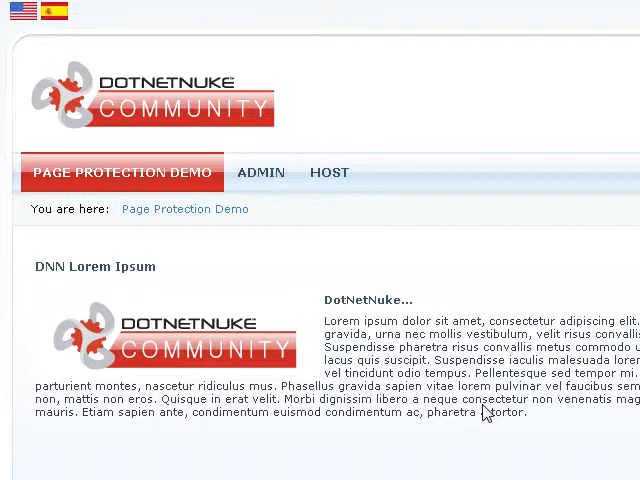 DOTNETNUKE
COMMUNITY
PAGE PROTECTION DEMO ADMIN HOST
You are here: Page Protection Demo
DNN Lorem Ipsum
DOTNETNUKE
COMMUNITY
DotNetNuke...
Lorem ipsum dolor sit amet, consectetur adipiscing elit.
gravida, urna nec mollis vestibulum, velit risus convall
Suspendisse pharetra risus convallis metus commodo u
lacus quis suscipit. Suspendisse iaculis malesuada lore
vel tincidunt odio tempus. Pellentesque sed tempor mi.
parturient montes, nascetur ridiculus mus. Phasellus gravida sapien vitae lorem pulvinar vel faucibus sem
non, mattis non eros. Quisque in erat velit. Morbi dignissim libero a neque consectetur non venenatis mag
mauris. Etiam sapien ante, condimentum euismod condimentum ac, pharetra tortor.